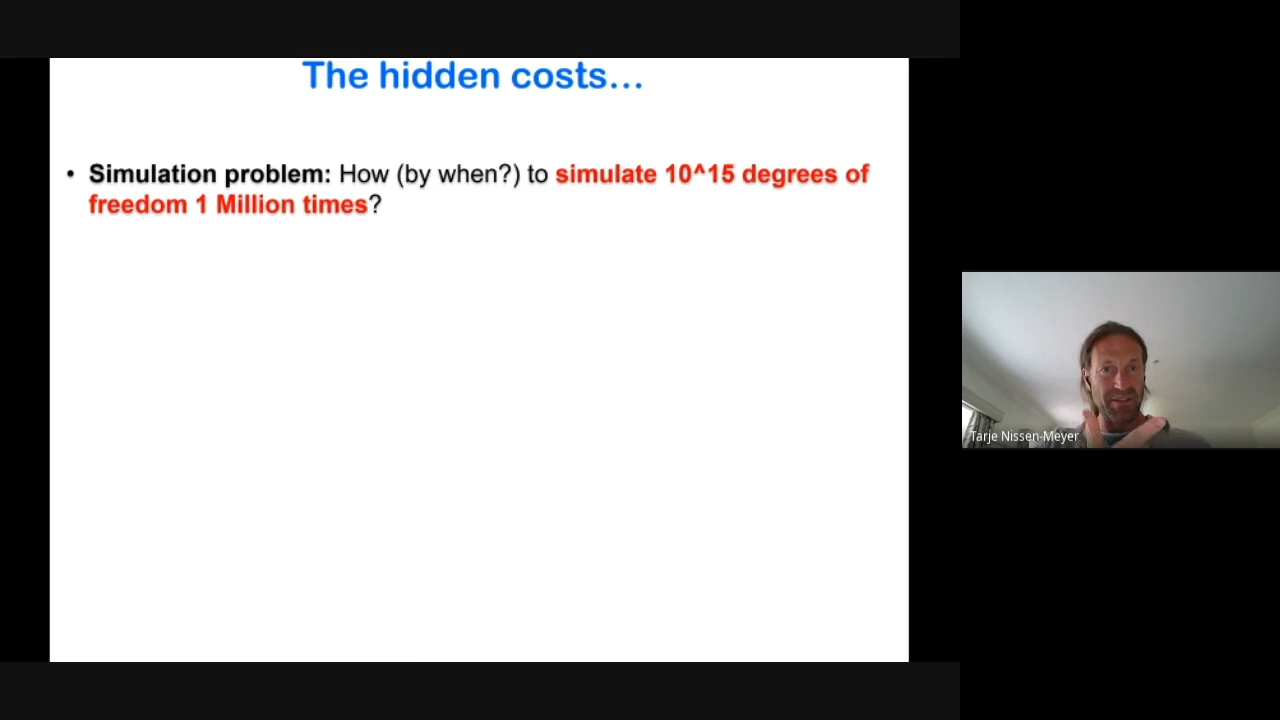 The hidden costs...
• Simulation problem: How (by when?) to simulate 10^15 degrees of
freedom 1 Million times?
Tarje Nissen-Meyer